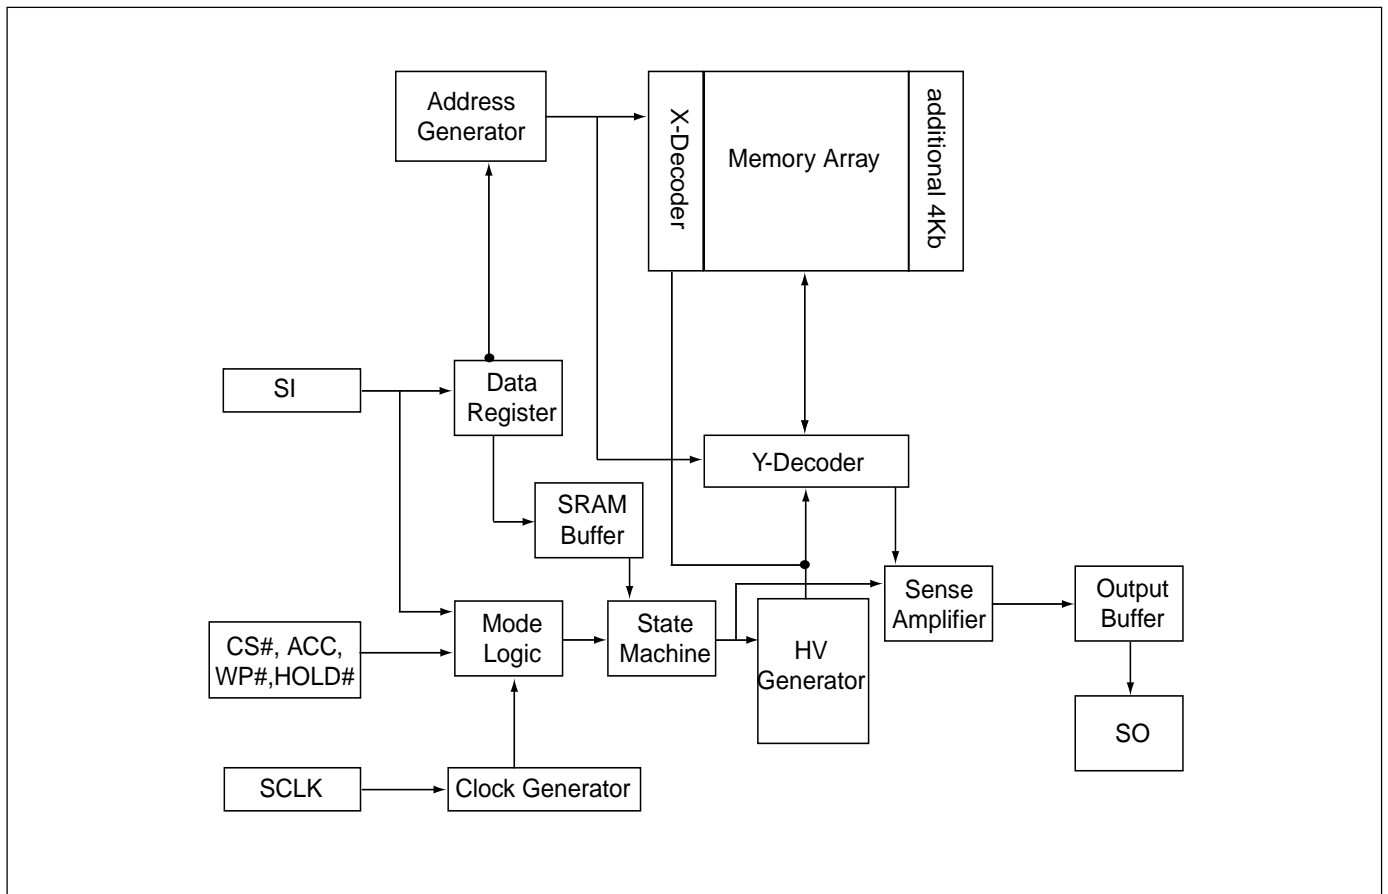 Address
Generator
X-Decoder
Memory Array
additional 4Kb
SI
Data
Register
Y-Decoder
SRAM
Buffer
Sense
Amplifier
Output
Buffer
CS#, ACC,
WP#,HOLD#
Mode
Logic
State
Machine
HV
Generator
SO
SCLK
Clock Generator